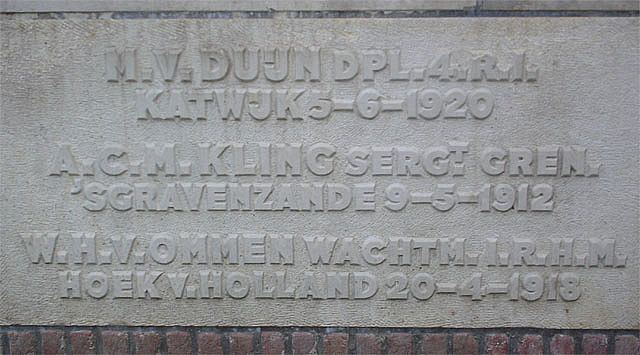 M.V. DUIJN DPL. 4.R.I.
KATWIJK 5-6-1920
A.C.M. KLING SERGT. GREN.
'SGRAVENZANDE 9-5-1912
W.H.V. OMMEN WACHTM. I.R.H.M.
HOEK V. HOLLAND 20-4-1918